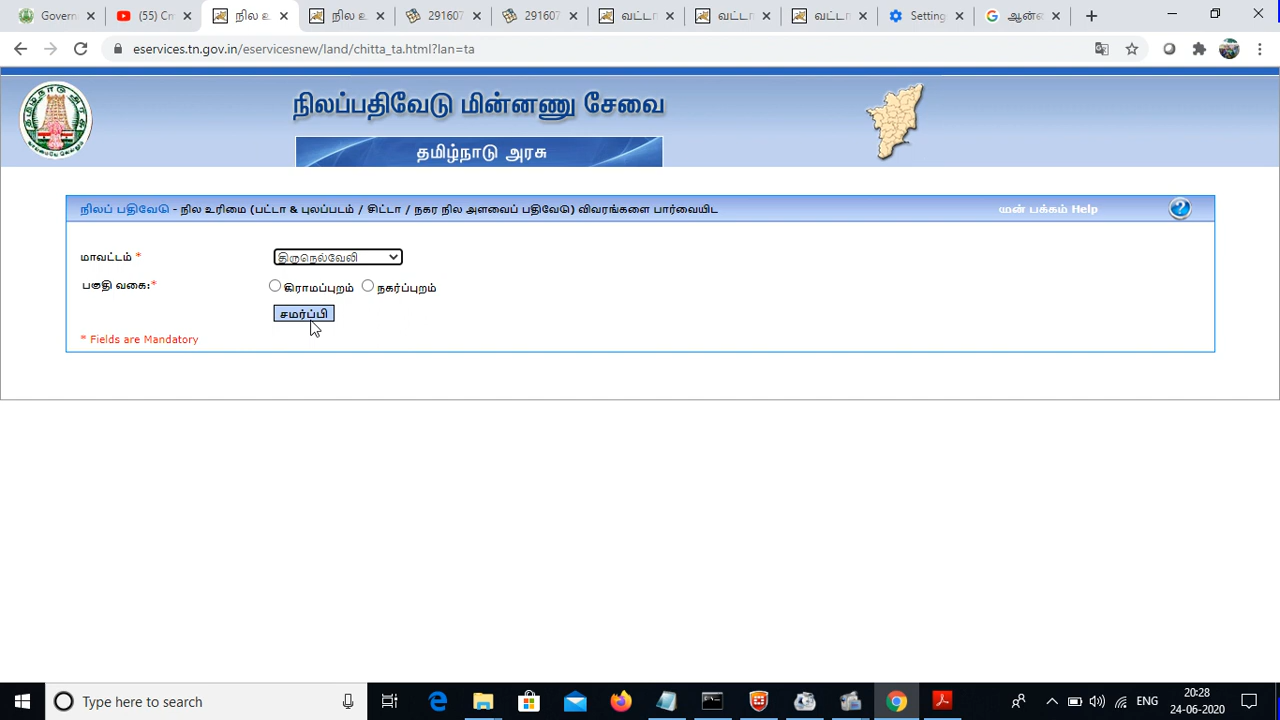 Govern
(55) Cm
நில உ
நில உ
291607
291607
வட்டா
வட்டா
வட்டா
Setting
ஆன்
eservices.tn.gov.in/eservicesnew/land/chitta_ta.html?lan=ta
நிலப்பதிவேடு மின்னணு சேவை
தமிழ்நாடு அரசு
நிலப் பதிவேடு - நில உரிமை (பட்டா & புலப்படம் / சிட்டா / நகர நில அளவைப் பதிவேடு) விவரங்களை பார்வையிட
முன் பக்கம் Help
மாவட்டம் *
திருநெல்வேலி
பகுதி வகை:*
கிராமப்புறம் நகர்ப்புறம்
சமர்ப்பி
* Fields are Mandatory
Type here to search
ENG
20:28
24-06-2020